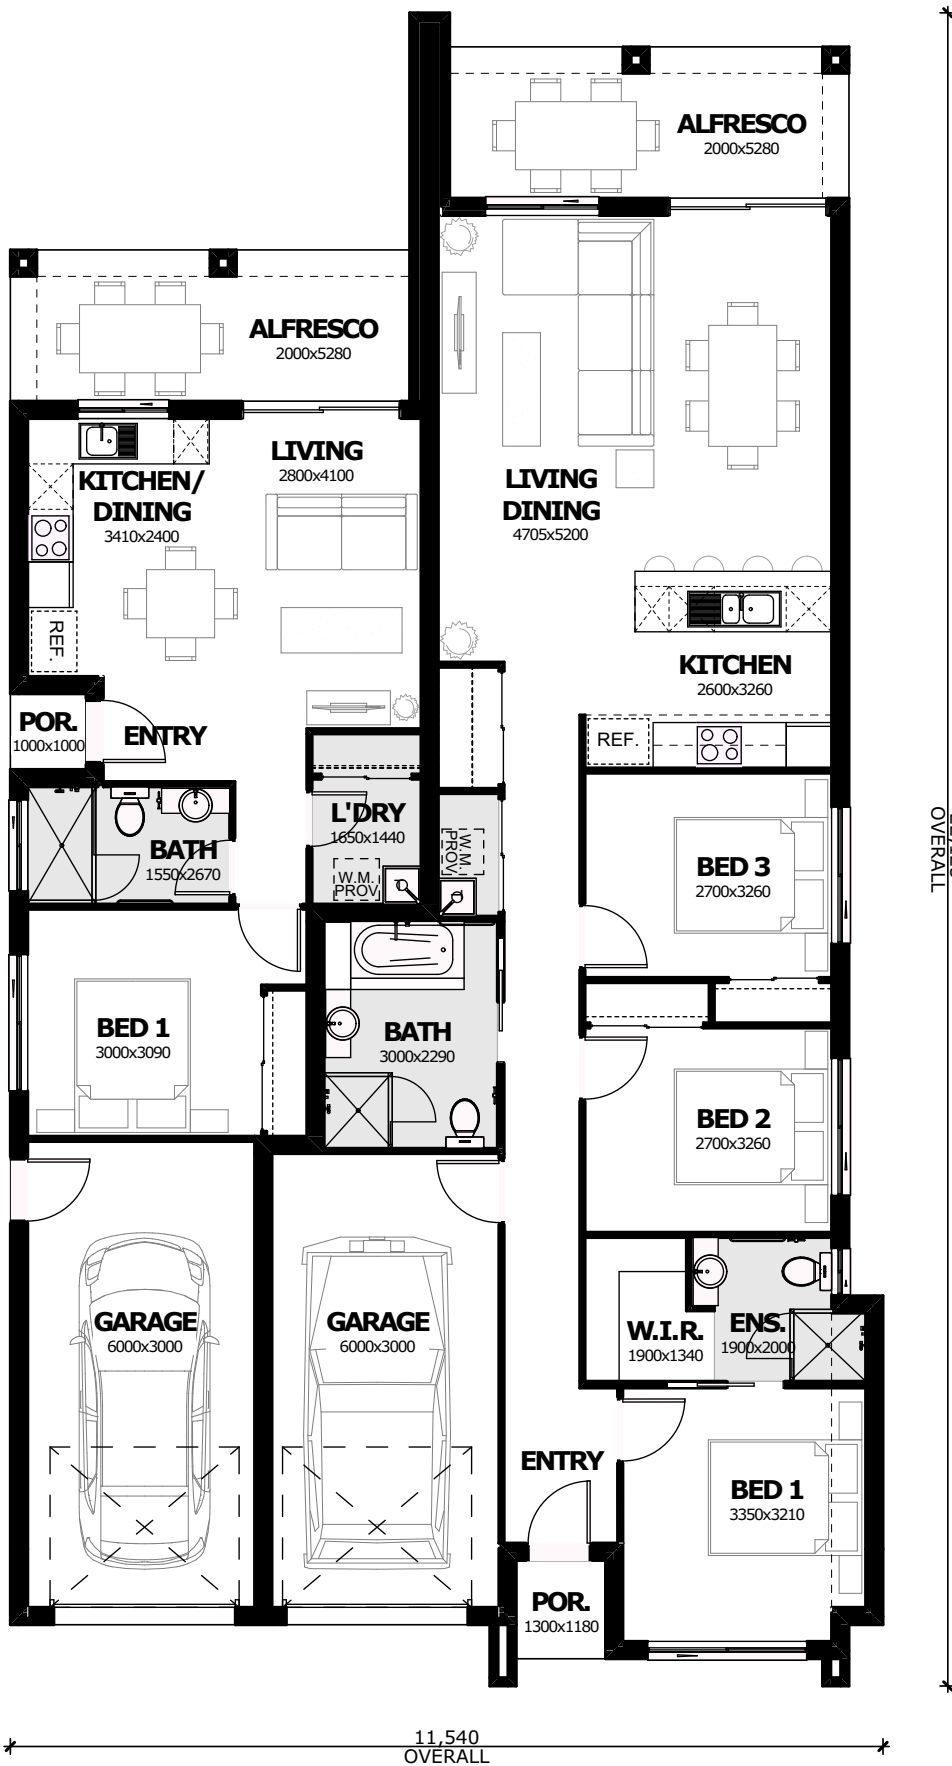 ALFRESCO
2000x5280
ALFRESCO
2000x5280
LIVING
2800x4100
KITCHEN/
DINING
3410x2400
LIVING
DINING
4705x5200
REF.
KITCHEN
2600x3260
POR.
1000x1000
ENTRY
REF.
L'DRY
1650x1440
W.M.
PROV
W.M.
PROV
BATH
1550x2670
BED 3
2700x3260
BED 1
3000x3090
BATH
3000x2290
BED 2
2700x3260
GARAGE
6000x3000
GARAGE
6000x3000
W.I.R.
1900x1340
ENS.
1900x2000
ENTRY
BED 1
3350x3210
POR.
1300x1180
11,540
OVERALL
OVERALL